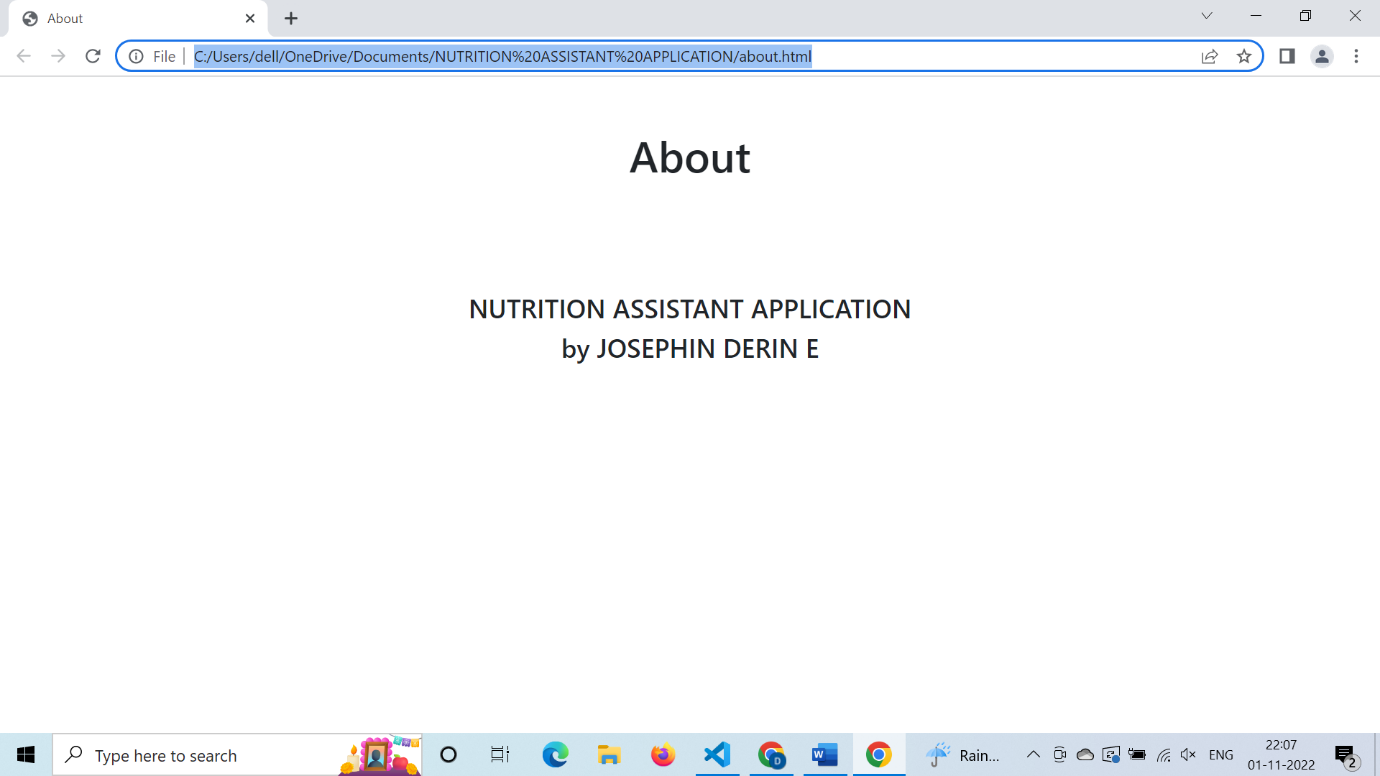 About
File
C:/Users/dell/OneDrive/Documents/NUTRITION%20ASSISTANT%20APPLICATION/about.html
About
NUTRITION ASSISTANT APPLICATION
by JOSEPHIN DERIN E
Type here to search
D
W
Rain...
ENG
22:07
01-11-2022
2